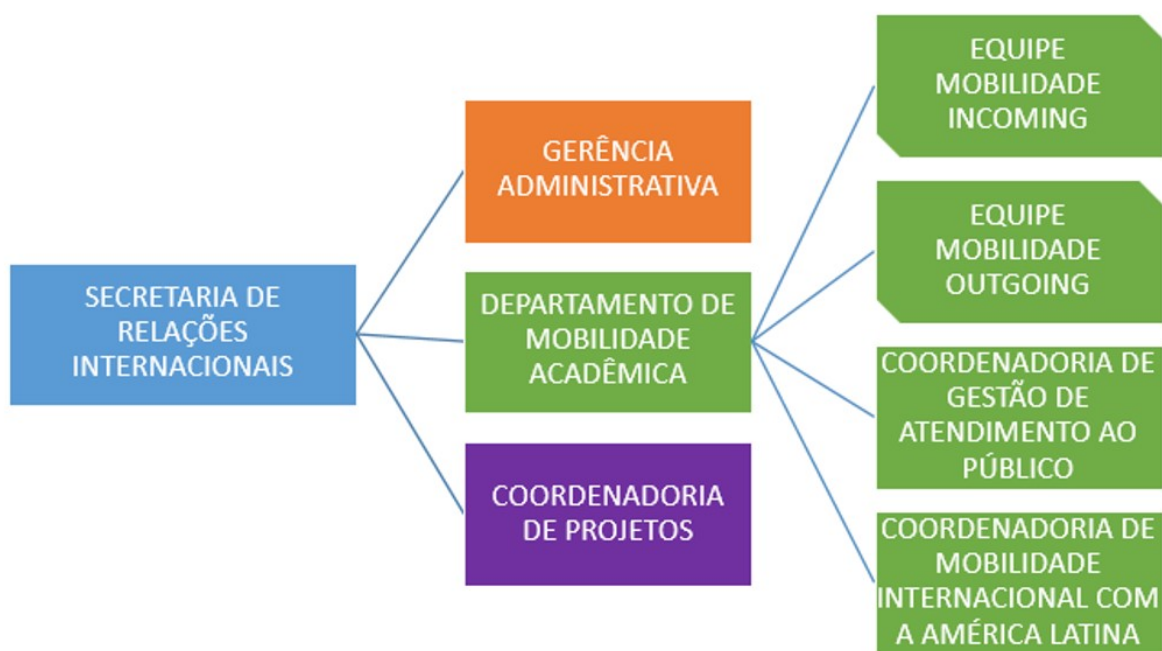 SECRETARIA DE
RELAÇÕES
INTERNACIONAIS
GERÊNCIA
ADMINISTRATIVA
DEPARTAMENTO DE
MOBILIDADE
ACADÊMICA
COORDENADORIA
DE PROJETOS
EQUIPE
MOBILIDADE
INCOMING
EQUIPE
MOBILIDADE
OUTGOING
COORDENADORIA DE
GESTÃO DE
ATENDIMENTO AO
PÚBLICO
COORDENADORIA DE
MOBILIDADE
INTERNACIONAL COM
A AMÉRICA LATINA